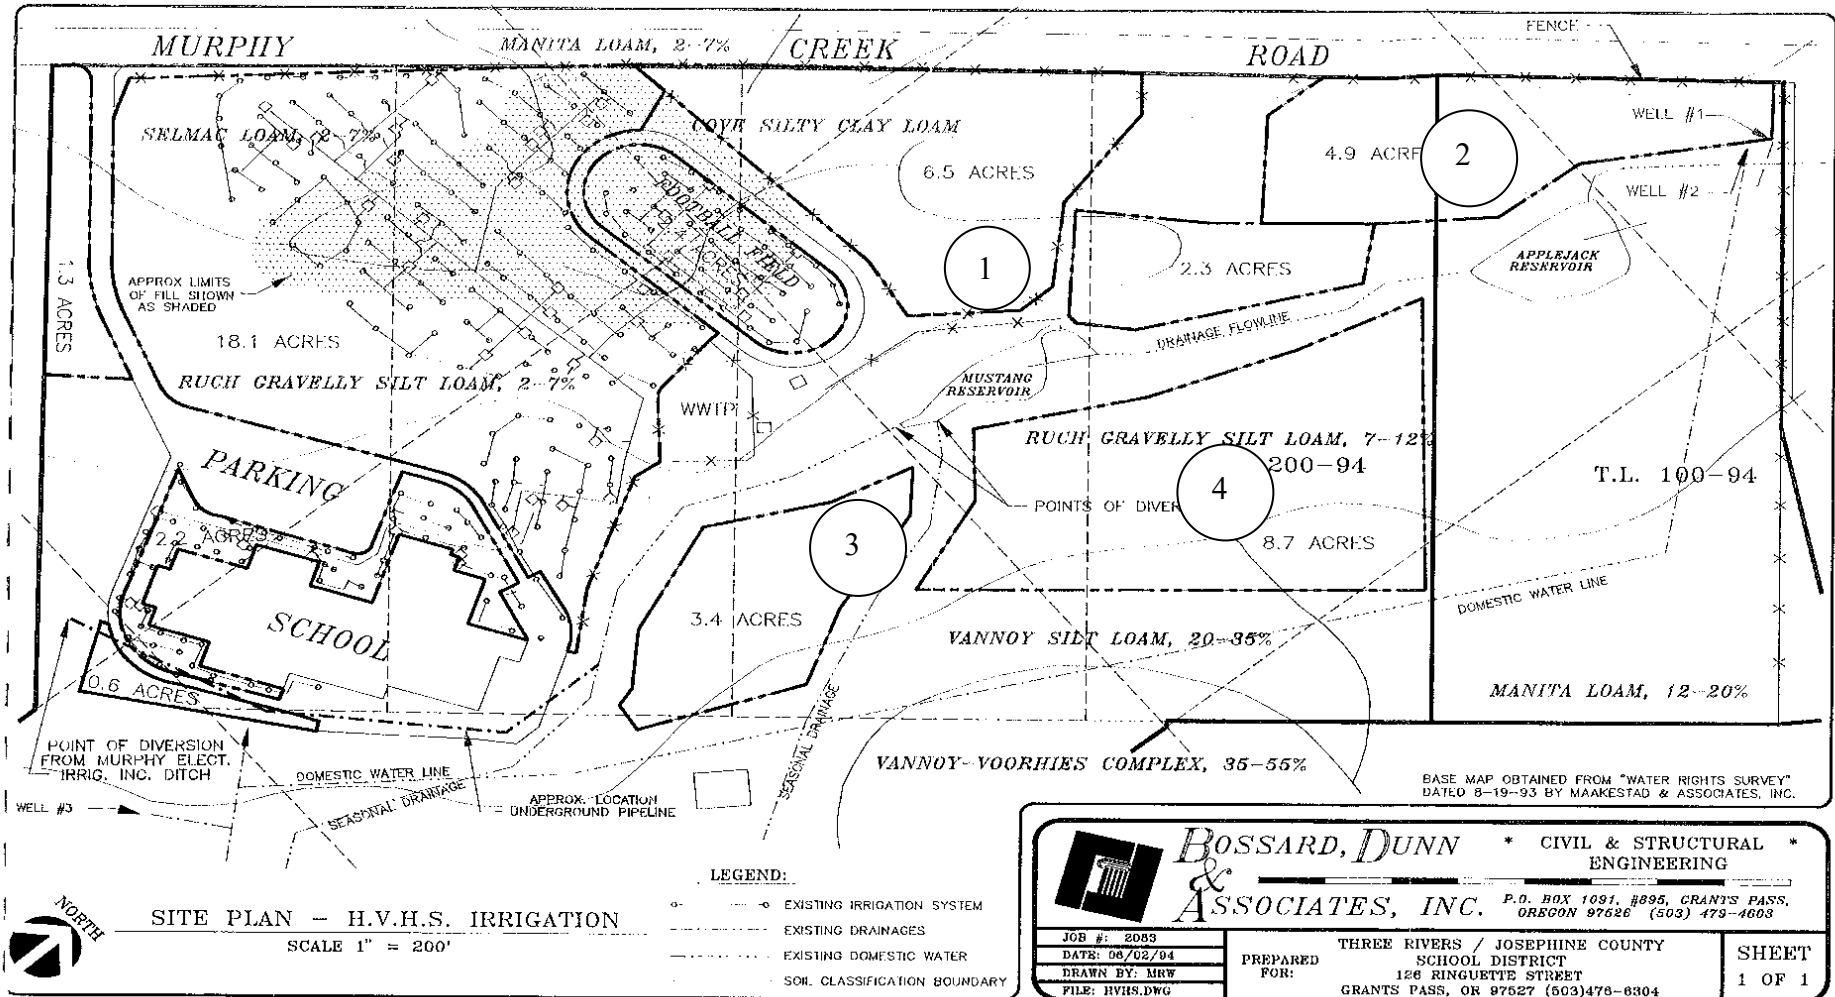 MURPHY CREEK ROAD
MANITA LOAM, 2-7%
FENCE
SELMAC LOAM, 2-7%
COVE SILTY CLAY LOAM
WELL #1
4.9 ACRE
2
6.5 ACRES
WELL #2
FOOTBALL FIELD
ACRES
1
2.3 ACRES
APPLEJACK
RESERVOIR
1.3 ACRES
APPROX LIMITS
OF FILL SHOWN
AS SHADED
18.1 ACRES
DRAINAGE FLOWLINE
RUCH GRAVELLY SILT LOAM, 2-7%
MUSTANG
RESERVOIR
WWTP
RUCH GRAVELLY SILT LOAM, 7-12%
200-94
T.L. 100-94
PARKING
4
POINTS OF DIVER
2.2 ACRES
3
8.7 ACRES
SCHOOL
3.4 ACRES
DOMESTIC WATER LINE
VANNOY SILT LOAM, 20-35%
0.6 ACRES
MANITA LOAM, 12-20%
SEASONAL DRAINAGE
POINT OF DIVERSION
FROM MURPHY ELECT.
IRRIG, INC. DITCH
DOMESTIC WATER LINE
VANNOY-VOORHIES COMPLEX, 35-55%
WELL #3
SEASONAL DRAINAGE
APPROX. LOCATION
UNDERGROUND PIPELINE
BASE MAP OBTAINED FROM "WATER RIGHTS SURVEY"
DATED 8-19-93 BY MAAKESTAD & ASSOCIATES, INC.
NORTH
SITE PLAN - H.V.H.S. IRRIGATION
SCALE 1" = 200'
LEGEND:
EXISTING IRRIGATION SYSTEM
EXISTING DRAINAGES
EXISTING DOMESTIC WATER
SOIL CLASSIFICATION BOUNDARY
BOSSARD, DUNN
&
ASSOCIATES, INC.
* CIVIL & STRUCTURAL *
ENGINEERING
P.O. BOX 1091, #895, GRANTS PASS,
OREGON 97526 (503) 479-4603
JOB #: 2083
DATE: 06/02/94
DRAWN BY: MRW
FILE: HVHS.DWG
PREPARED
FOR:
THREE RIVERS / JOSEPHINE COUNTY
SCHOOL DISTRICT
126 RINGUETTE STREET
GRANTS PASS, OR 97527 (503)476-6304
SHEET
1 OF 1